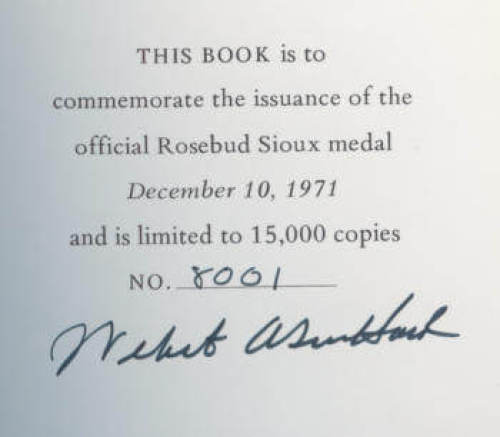 THIS BOOK is to
commemorate the issuance of the
official Rosebud Sioux medal
December 10, 1971
and is limited to 15,000 copies
NO. 8001
Webster